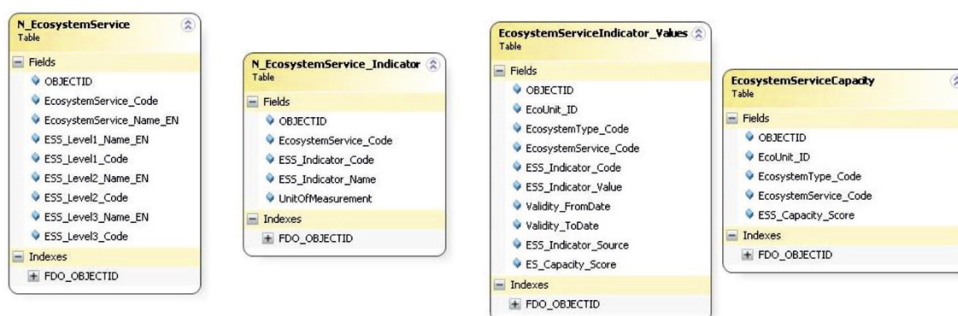 N_EcosystemService
Table
Fields
OBJECTID
EcosystemService_Code
EcosystemService_Name_EN
ESS_Level1_Name_EN
ESS_Level1_Code
ESS_Level2_Name_EN
ESS_Level2_Code
ESS_Level3_Name_EN
ESS_Level3_Code
Indexes
FDO_OBJECTID
N_EcosystemService_Indicator
Table
Fields
OBJECTID
EcosystemService_Code
ESS_Indicator_Code
ESS_Indicator_Name
UnitOfMeasurement
Indexes
FDO_OBJECTID
EcosystemServiceIndicator_Values
Table
Fields
OBJECTID
EcoUnit_ID
EcosystemType_Code
EcosystemService_Code
ESS_Indicator_Code
ESS_Indicator_Value
Validity_FromDate
Validity_ToDate
ESS_Indicator_Source
ES_Capacity_Score
Indexes
FDO_OBJECTID
EcosystemServiceCapacity
Table
Fields
OBJECTID
EcoUnit_ID
EcosystemType_Code
EcosystemService_Code
ESS_Capacity_Score
Indexes
FDO_OBJECTID